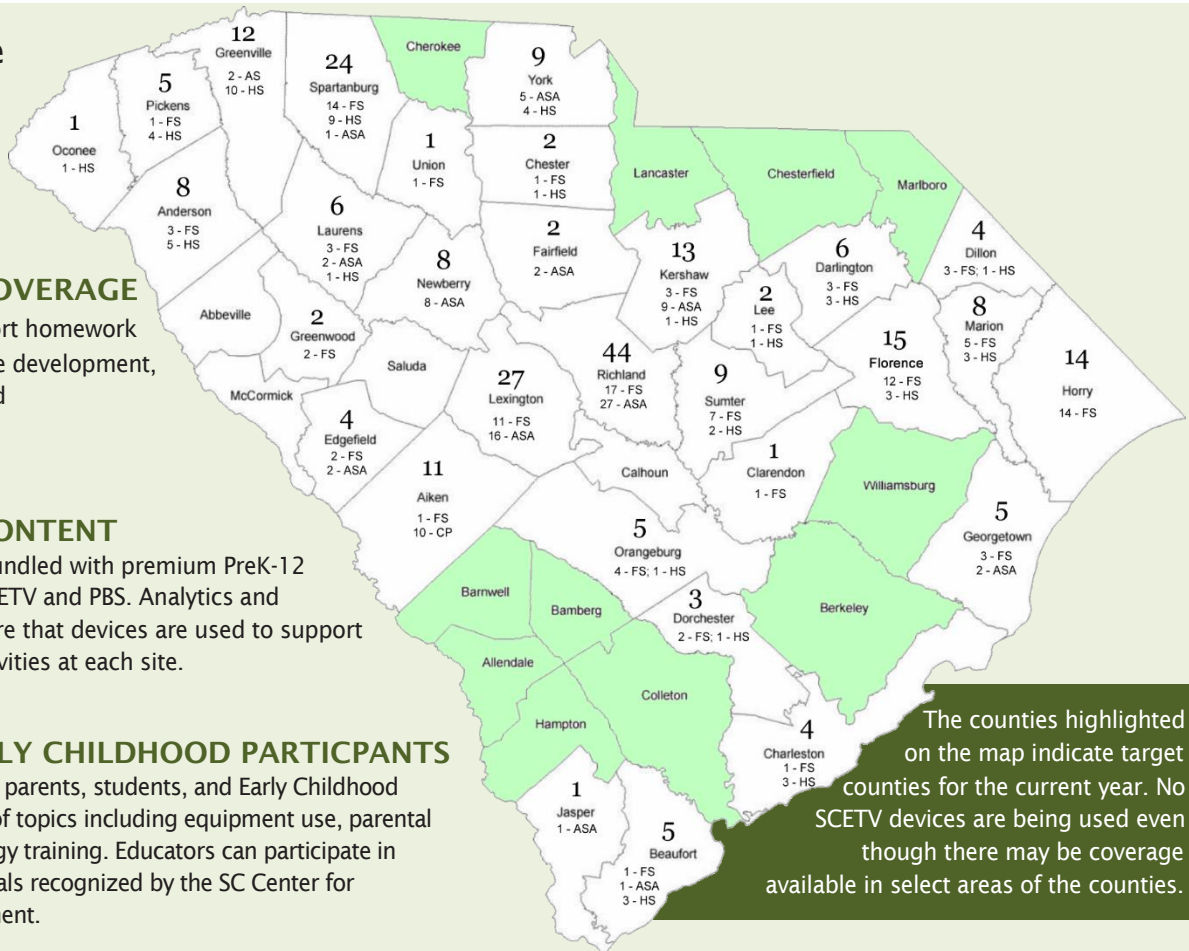 e
OVERAGE
ort homework
e development,
d
ONTENT
undled with premium PreK-12
ETV and PBS. Analytics and
re that devices are used to support
vities at each site.
LY CHILDHOOD PARTICPANTS
parents, students, and Early Childhood
of topics including equipment use, parental
gy training. Educators can participate in
als recognized by the SC Center for
ment.
1
Oconee
1 - HS
5
Pickens
1 - FS
4 - HS
12
Greenville
2 - AS
10 - HS
24
Spartanburg
14 - FS
9 - HS
1 - ASA
Cherokee
9
York
5 - ASA
4 - HS
1
Union
1 - FS
2
Chester
1 - FS
1 - HS
Lancaster
Chesterfield
Marlboro
8
Anderson
3 - FS
5 - HS
6
Laurens
3 - FS
2 - ASA
1 - HS
8
Newberry
8 - ASA
2
Fairfield
2 - ASA
13
Kershaw
3 - FS
9 - ASA
1 - HS
2
Lee
1 - FS
1 - HS
6
Darlington
3 - FS
3 - HS
4
Dillon
3 - FS; 1 - HS
8
Marion
5 - FS
3 - HS
Abbeville
2
Greenwood
2 - FS
Saluda
McCormick
4
Edgefield
2 - FS
2 - ASA
27
Lexington
11 - FS
16 - ASA
44
Richland
17 - FS
27 - ASA
9
Sumter
7 - FS
2 - HS
15
Florence
12 - FS
3 - HS
14
Horry
14 - FS
11
Aiken
1 - FS
10 - CP
Calhoun
1
Clarendon
1 - FS
Williamsburg
5
Georgetown
3 - FS
2 - ASA
5
Orangeburg
4 - FS; 1 - HS
Barnwell
Bamberg
3
Dorchester
2 - FS; 1 - HS
Berkeley
Allendale
Hampton
Colleton
4
Charleston
1 - FS
3 - HS
1
Jasper
1 - ASA
5
Beaufort
1 - FS
1 - ASA
3 - HS
The counties highlighted
on the map indicate target
counties for the current year. No
SCETV devices are being used even
though there may be coverage
available in select areas of the counties.